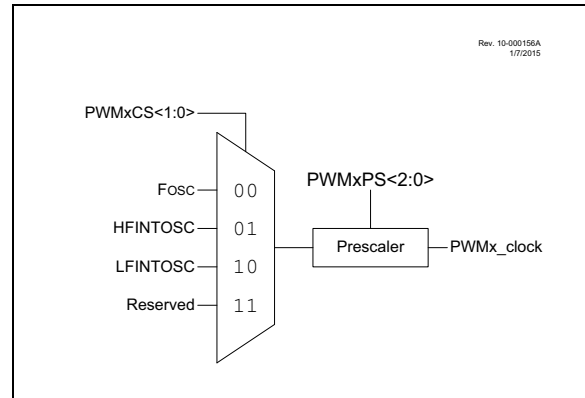 Rev. 10-000156A
1/7/2015
PWMxCS<1:0>
FOSC 00
PWMxPS<2:0>
HFINTOSC 01
Prescaler PWMx_clock
LFINTOSC 10
Reserved 11